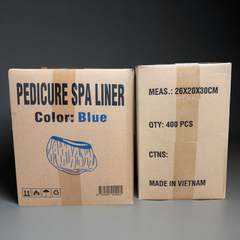 PEDICURE SPA LINER
Color: Blue
MEAS.: 26X20X30CM
QTY: 400 PCS
CTNS:
MADE IN VIETNAM